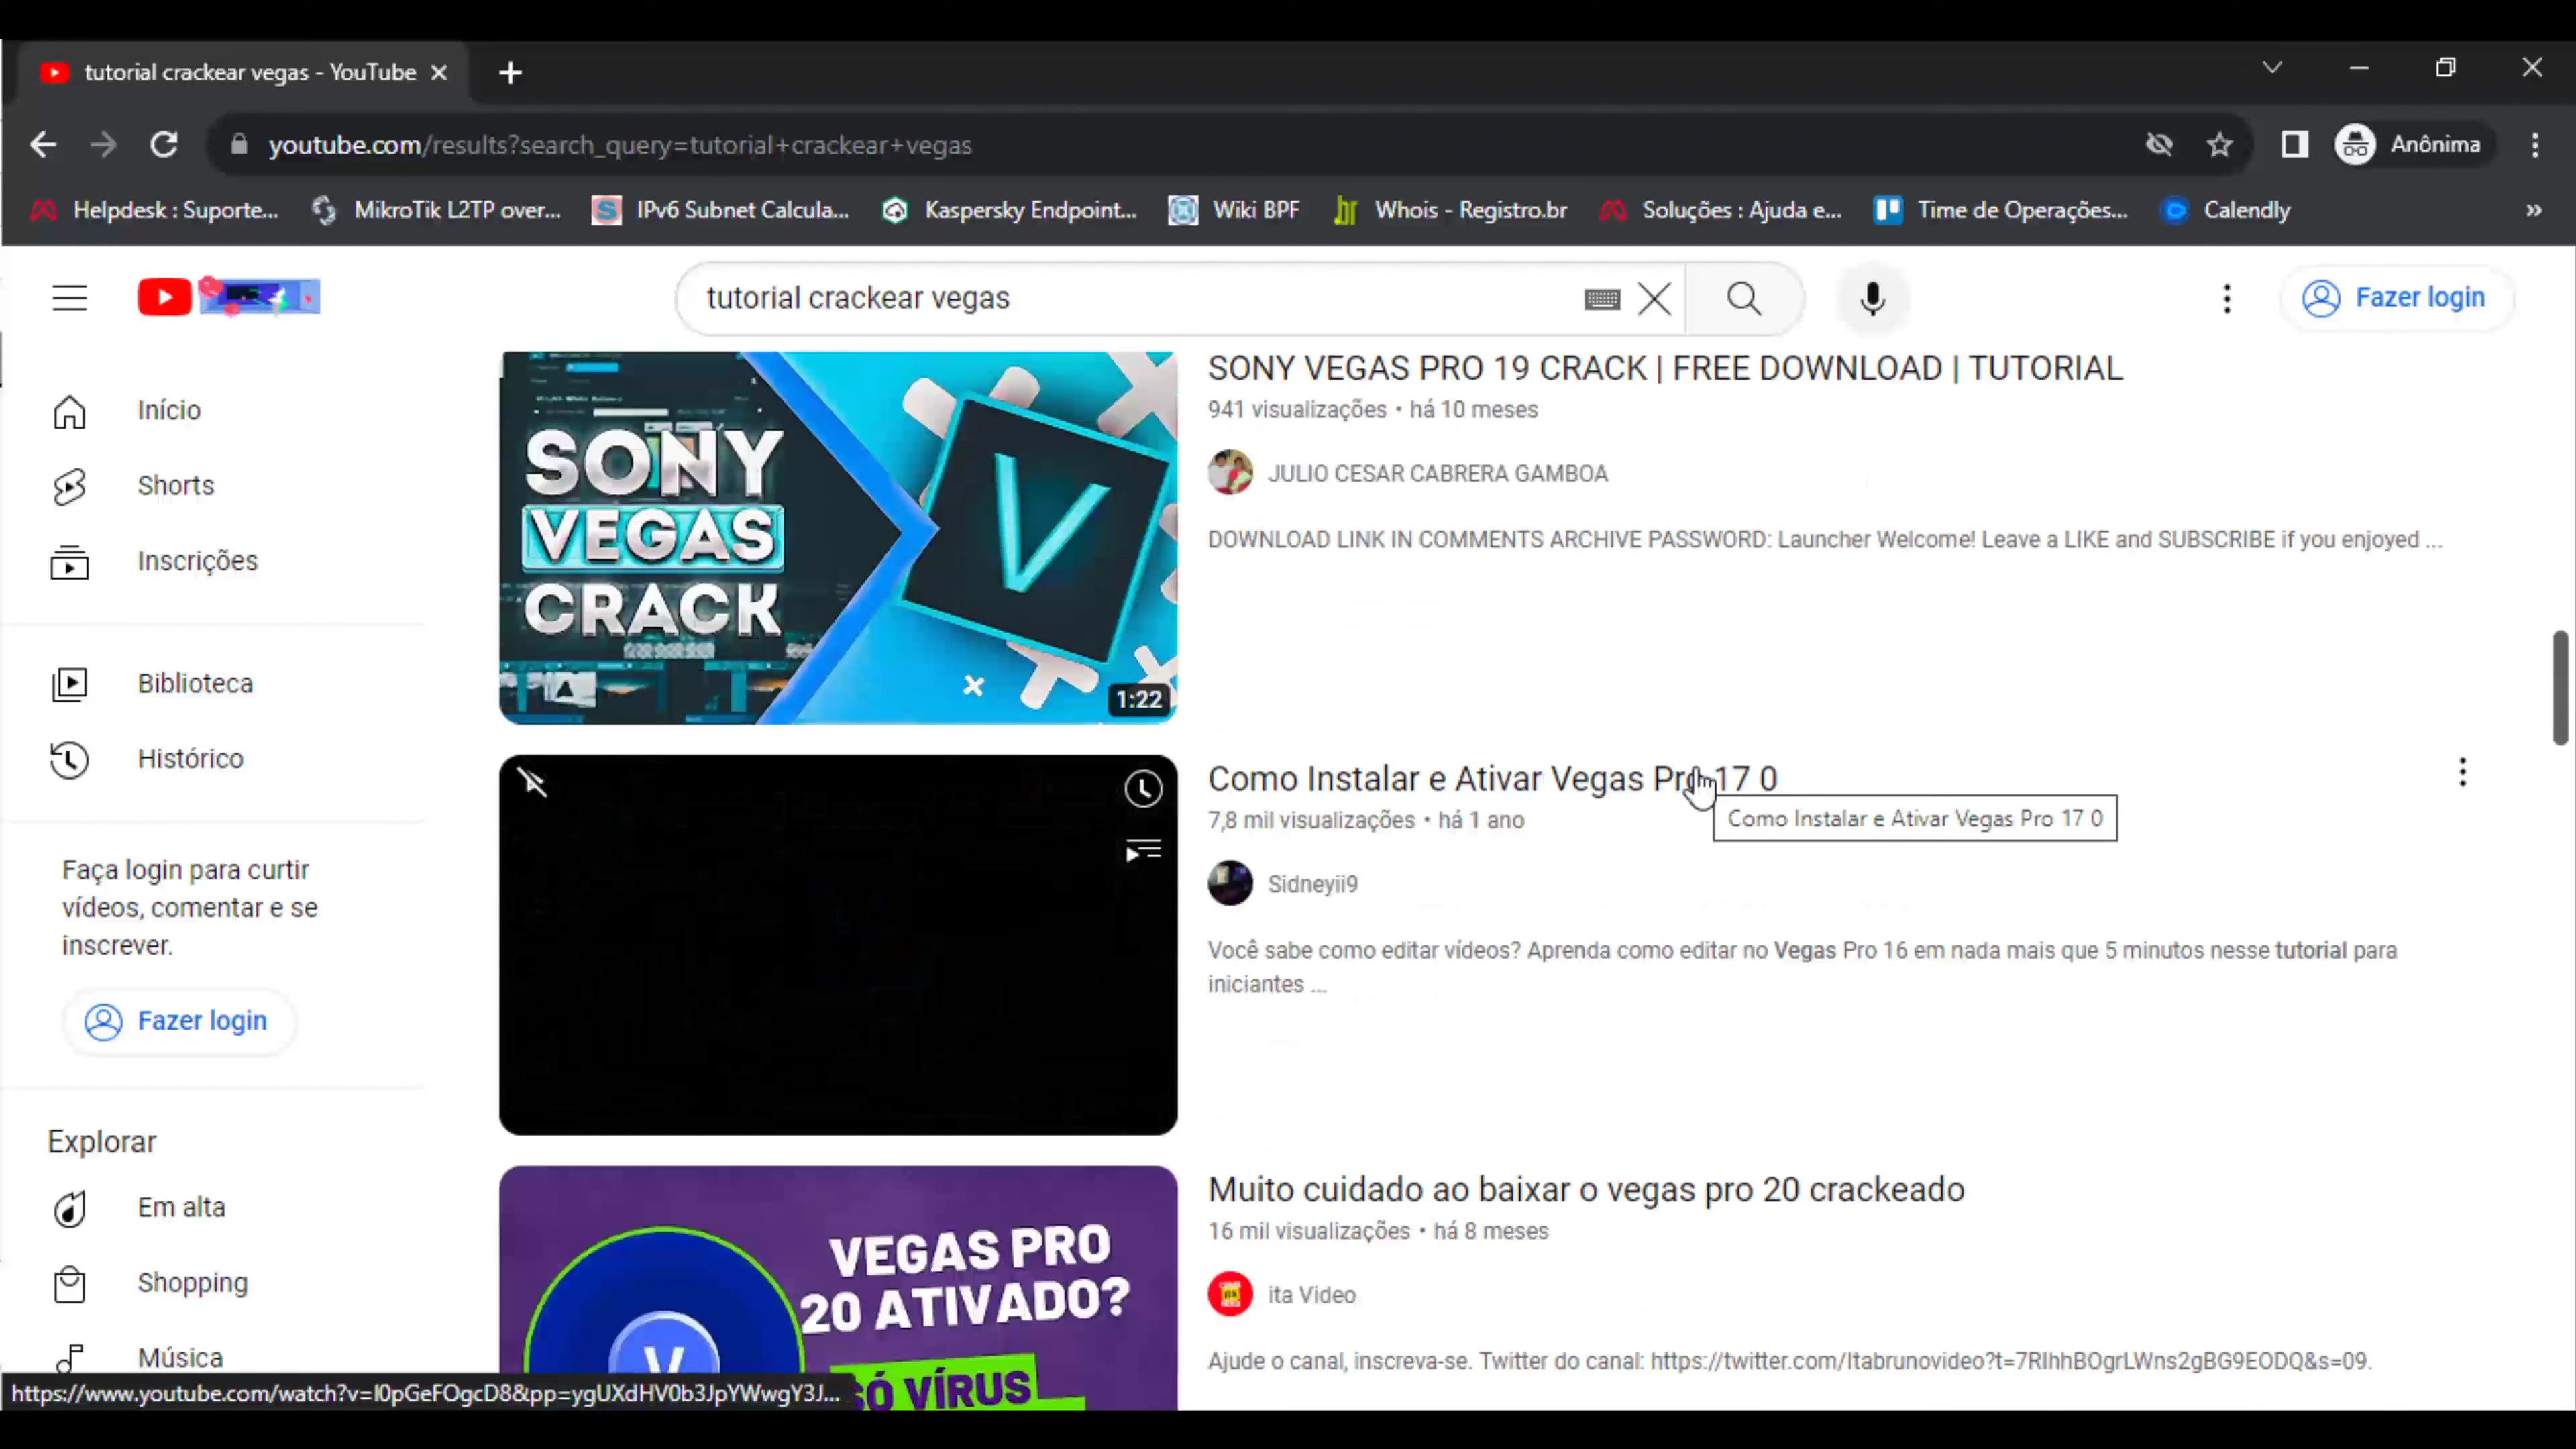 tutorial crackear vegas - YouTube
youtube.com/results?search_query=tutorial+crackear+vegas
Anônima
Helpdesk : Suporte...
MikroTik L2TP over...
IPv6 Subnet Calcula...
Kaspersky Endpoint...
Wiki BPF
Whois - Registro.br
Soluções : Ajuda e...
Time de Operações...
Calendly
»
tutorial crackear vegas
Fazer login
Início
Shorts
Inscrições
Biblioteca
Histórico
Faça login para curtir
vídeos, comentar e se
inscrever.
Fazer login
Explorar
Em alta
Shopping
Música
SONY
VEGAS
CRACK
V
1:22
SONY VEGAS PRO 19 CRACK | FREE DOWNLOAD | TUTORIAL
941 visualizações • há 10 meses
JULIO CESAR CABRERA GAMBOA
DOWNLOAD LINK IN COMMENTS ARCHIVE PASSWORD: Launcher Welcome! Leave a LIKE and SUBSCRIBE if you enjoyed ...
Como Instalar e Ativar Vegas Pro 17 0
Como Instalar e Ativar Vegas Pro 17 0
7,8 mil visualizações • há 1 ano
Sidneyii9
Você sabe como editar vídeos? Aprenda como editar no Vegas Pro 16 em nada mais que 5 minutos nesse tutorial para
iniciantes ...
VEGAS PRO
20 ATIVADO?
SÓ VÍRUS
V
Muito cuidado ao baixar o vegas pro 20 crackeado
16 mil visualizações • há 8 meses
ita Video
Ajude o canal, inscreva-se. Twitter do canal: https://twitter.com/Itabrunovideo?t=7RIhhBOgrLWns2gBG9EODQ&s=09.
https://www.youtube.com/watch?v=I0pGeFOgcD8&pp=ygUXdHV0b3JpYWwgY3J...